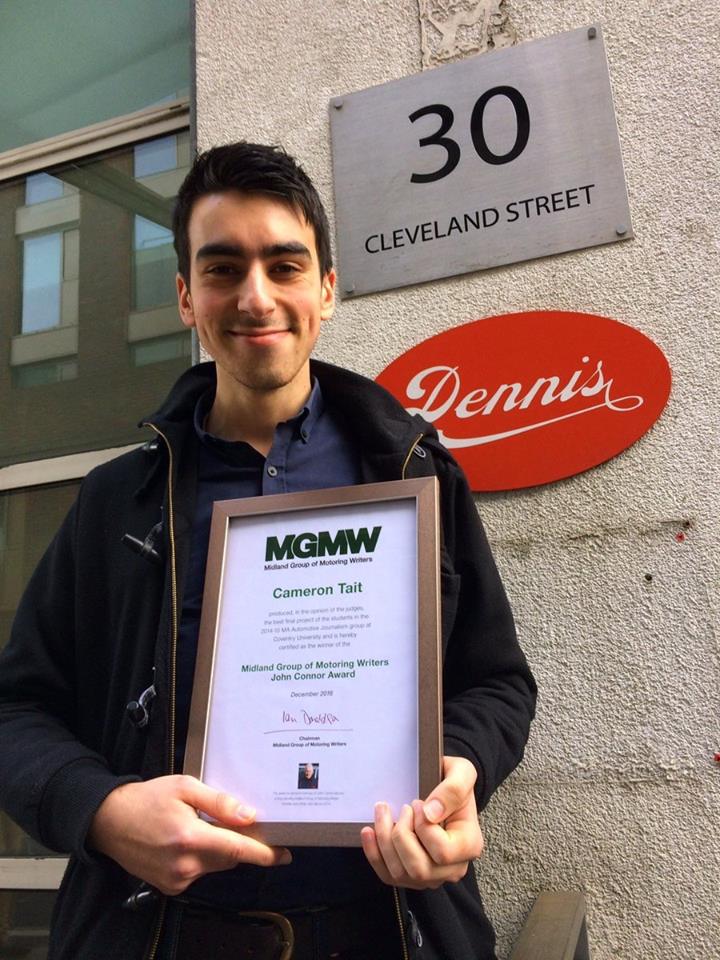 30
CLEVELAND STREET
Dennis
MGMW
Midland Group of Motoring Writers
Cameron Tait
produced, in the opinion of the judges,
the best final project of the students in the
2014-15 MA Automotive Journalism group at
Coventry University and is hereby
certified as the winner of the
Midland Group of Motoring Writers
John Connor Award
December 2016
Chairman
Midland Group of Motoring Writers